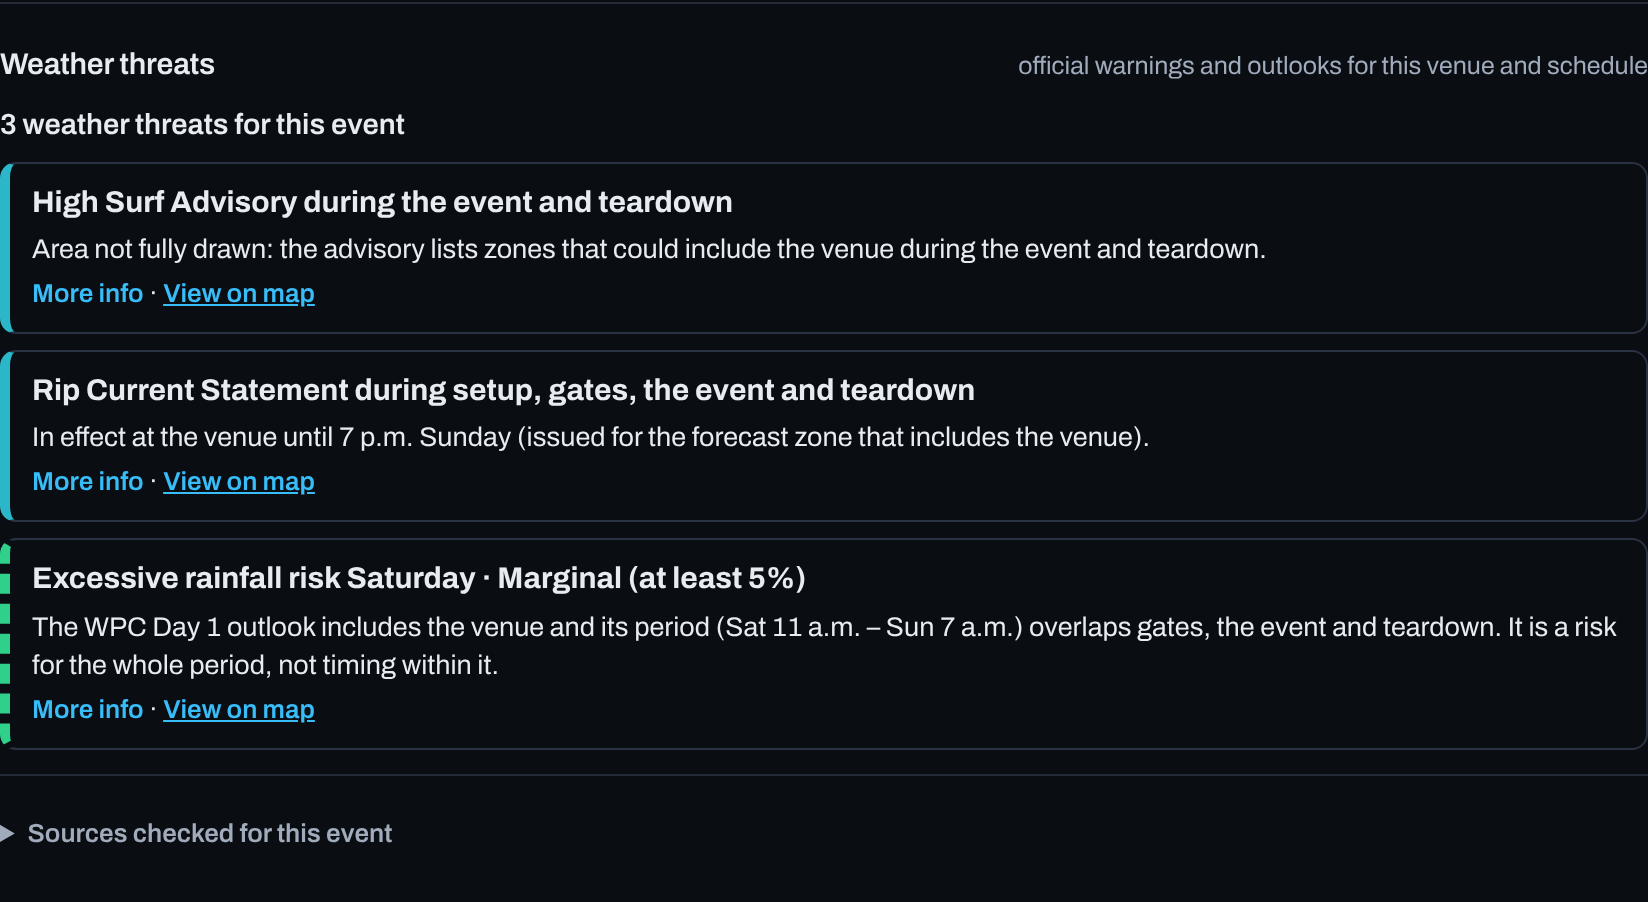 Weather threats
official warnings and outlooks for this venue and schedule
3 weather threats for this event
High Surf Advisory during the event and teardown
Area not fully drawn: the advisory lists zones that could include the venue during the event and teardown.
More info · View on map
Rip Current Statement during setup, gates, the event and teardown
In effect at the venue until 7 p.m. Sunday (issued for the forecast zone that includes the venue).
More info · View on map
Excessive rainfall risk Saturday · Marginal (at least 5%)
The WPC Day 1 outlook includes the venue and its period (Sat 11 a.m. – Sun 7 a.m.) overlaps gates, the event and teardown. It is a risk
for the whole period, not timing within it.
More info · View on map
Sources checked for this event